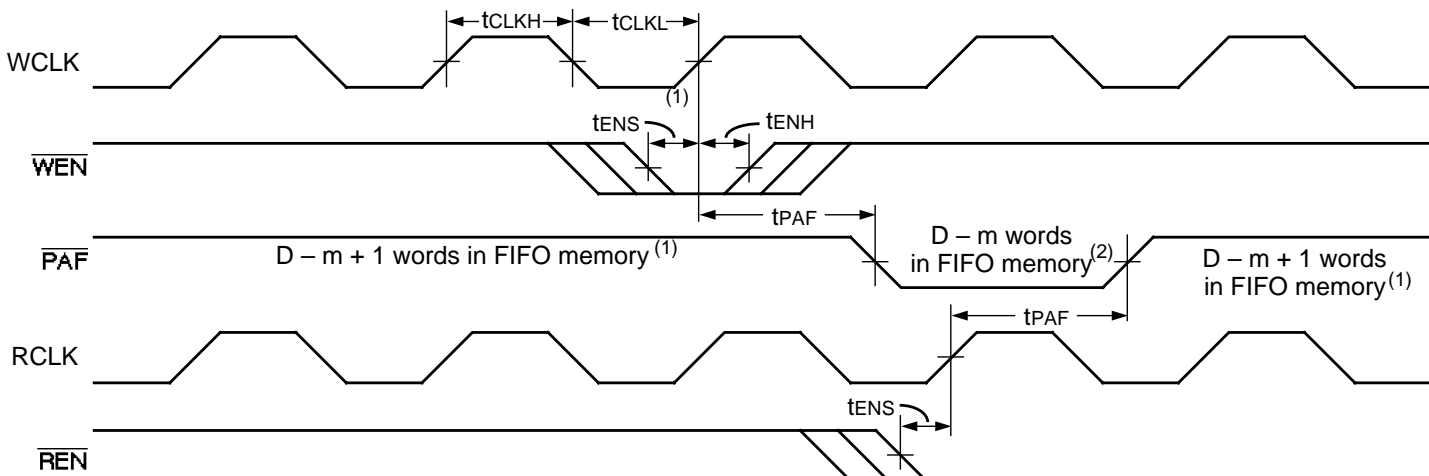 tCLKH
tCLKL
WCLK
(1)
tENS
tENH
WEN
tPAF
D – m + 1 words in FIFO memory (1)
D – m words
in FIFO memory(2)
D – m + 1 words
in FIFO memory(1)
PAF
tPAF
RCLK
tENS
REN